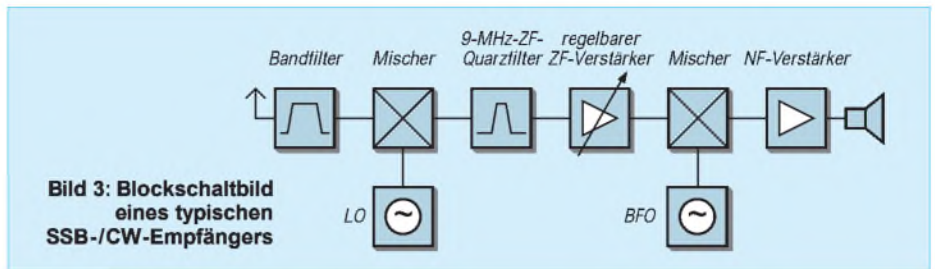 9-MHz-ZF- regelbarer
Bandfilter Mischer Quarzfilter ZF-Verstärker Mischer NF-Verstärker
LO
BFO
Bild 3: Blockschaltbild
eines typischen
SSB-/CW-Empfängers